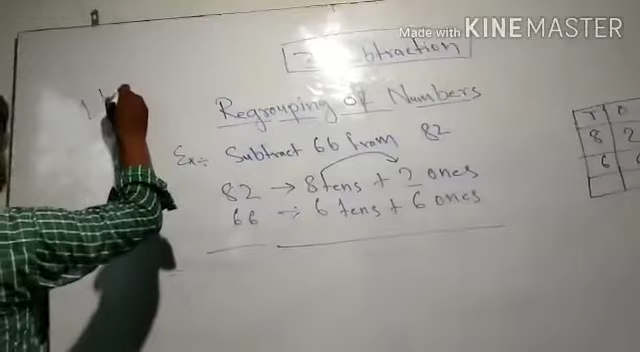 Made with KINEMASTER
Subtraction
Regrouping of Numbers
Ex:- Subtract 66 from 82
82 → 8 tens + 2 ones
66 → 6 tens + 6 ones
T O
8 2
6